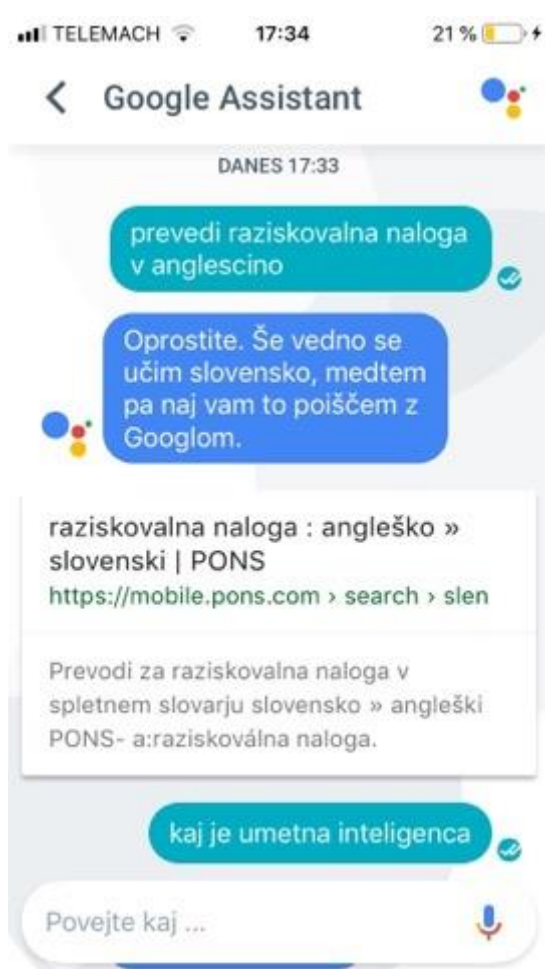 TELEMACH 17:34 21 %
Google Assistant
DANES 17:33
prevedi raziskovalna naloga
v anglescino
Oprostite. Še vedno se
učim slovensko, medtem
pa naj vam to poiščem z
Googlom.
raziskovalna naloga : angleško »
slovenski | PONS
https://mobile.pons.com › search › slen
Prevodi za raziskovalna naloga v
spletnem slovarju slovensko » angleški
PONS- a:raziskoválna naloga.
kaj je umetna inteligenca
Povejte kaj ...